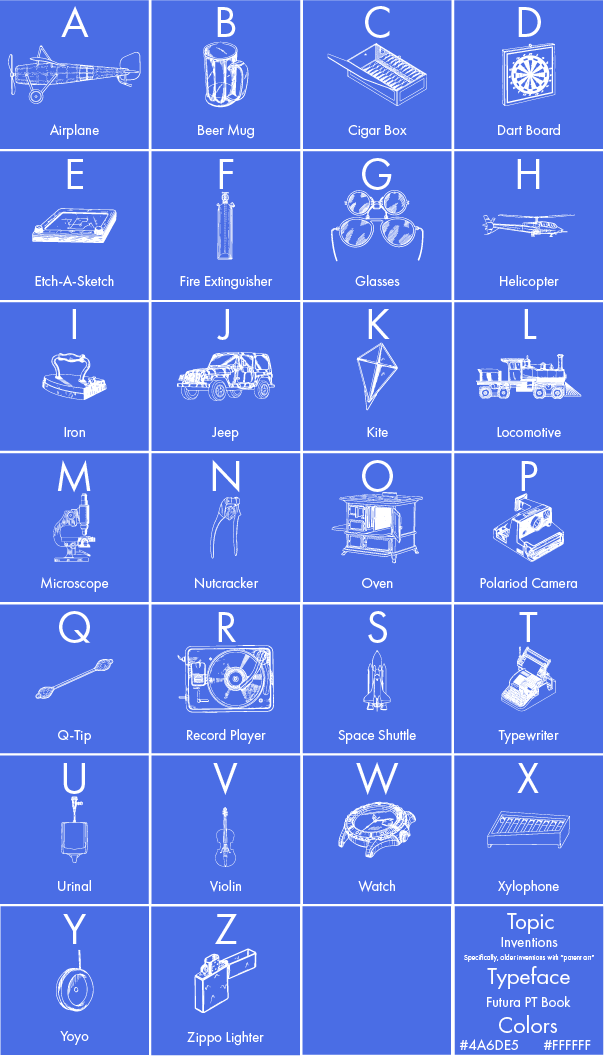 A
Airplane
B
Beer Mug
C
Cigar Box
D
Dart Board
E
Etch-A-Sketch
F
Fire Extinguisher
G
Glasses
H
Helicopter
I
Iron
J
Jeep
K
Kite
L
Locomotive
M
Microscope
N
Nutcracker
O
Oven
P
Polariod Camera
Q
Q-Tip
R
Record Player
S
Space Shuttle
T
Typewriter
U
Urinal
V
Violin
W
Watch
X
Xylophone
Y
Yoyo
Z
Zippo Lighter
Topic
Inventions
Specifically, older inventions with "patent art"
Typeface
Futura PT Book
Colors
#4A6DE5 #FFFFFF